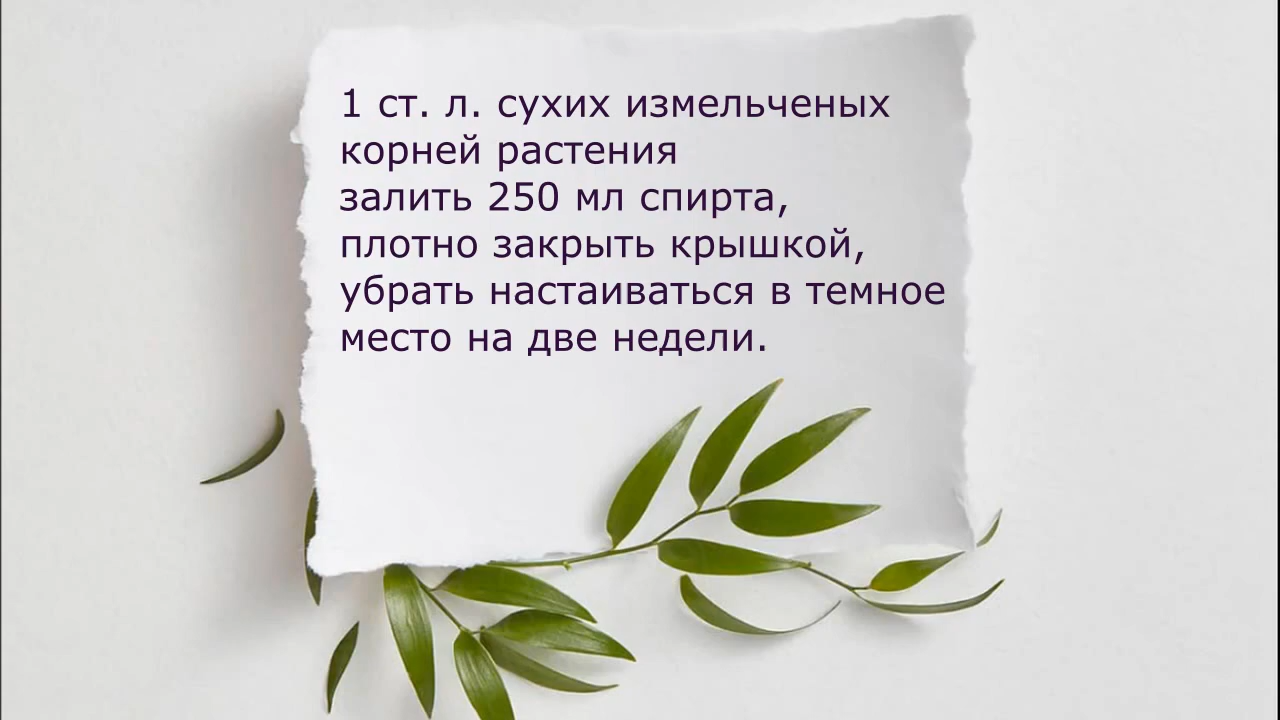 1 ст. л. сухих измельченых
корней растения
залить 250 мл спирта,
плотно закрыть крышкой,
убрать настаиваться в темное
место на две недели.